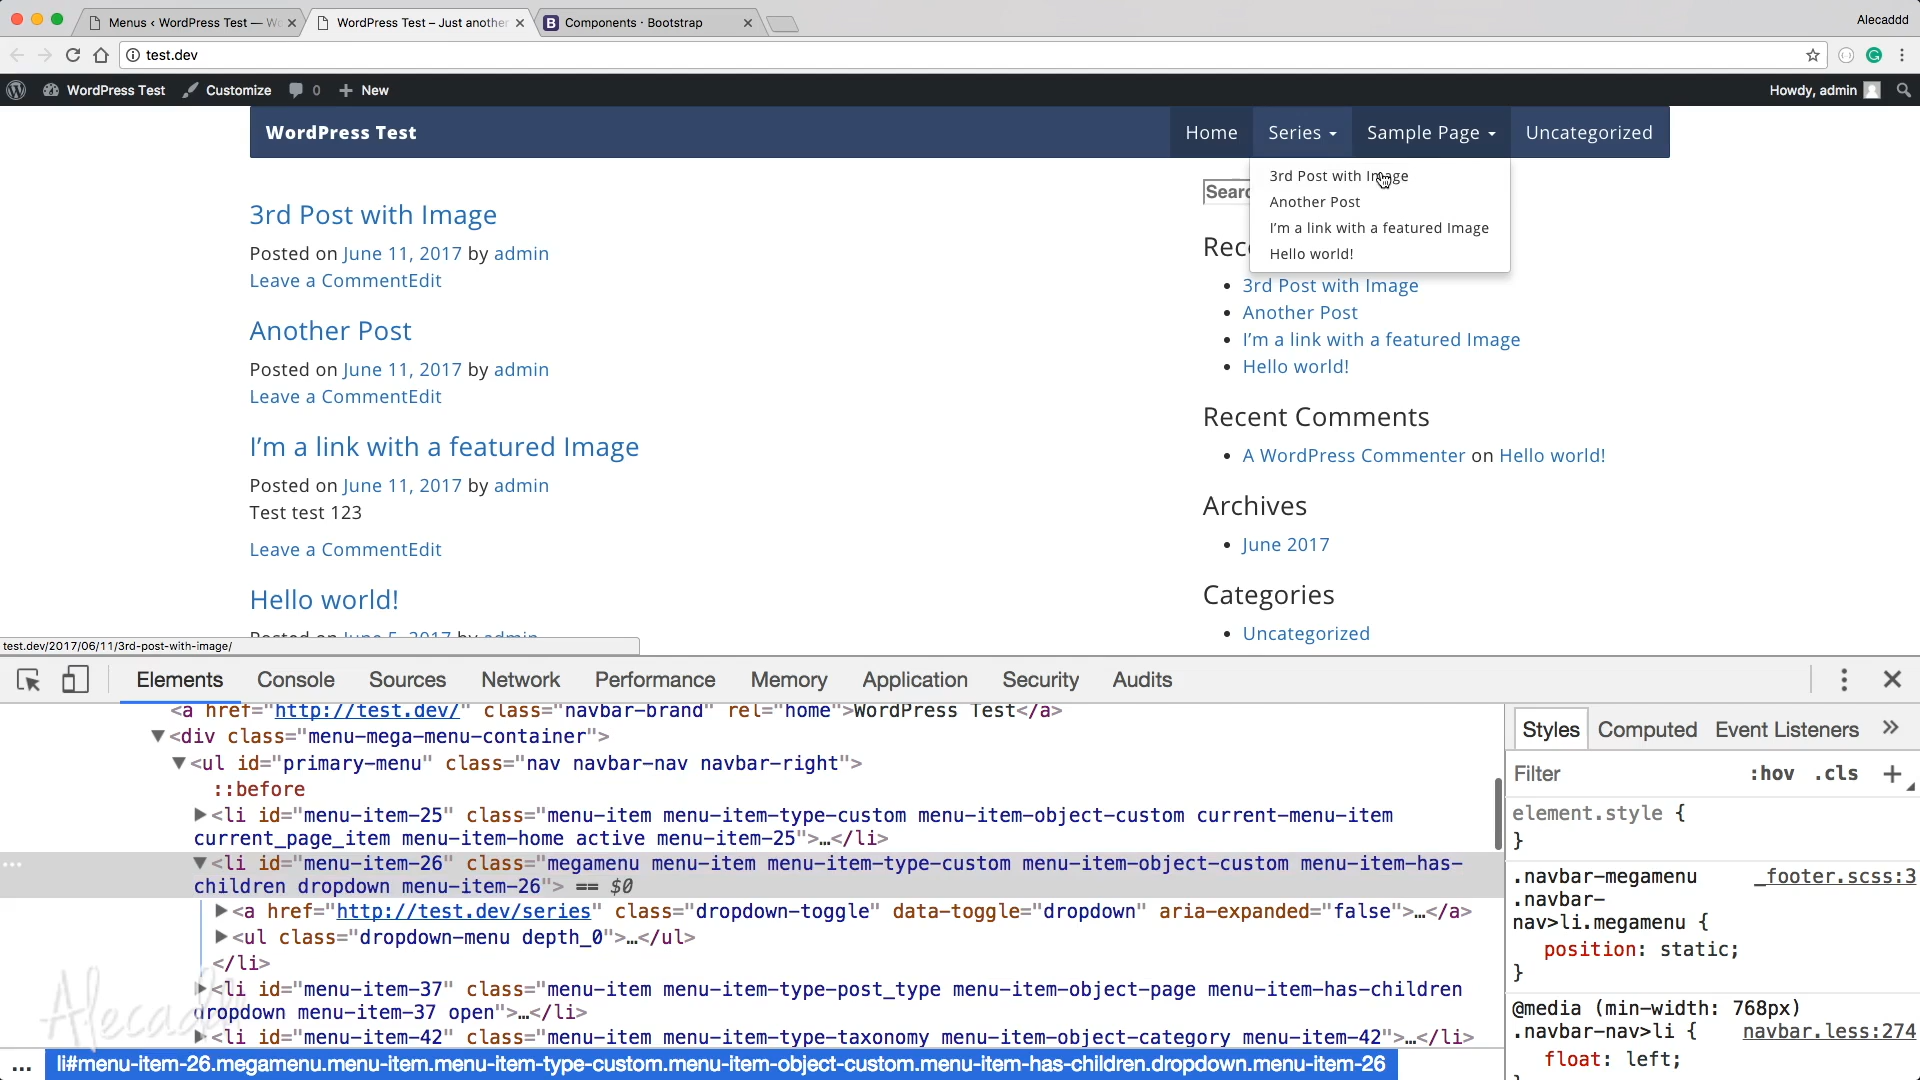 Menus ‹ WordPress Test — W
WordPress Test – Just another
Components · Bootstrap
Alecaddd
test.dev
WordPress Test
Customize
0
New
Howdy, admin
WordPress Test
Home
Series
Sample Page
Uncategorized
3rd Post with Image
Another Post
I’m a link with a featured Image
Hello world!
3rd Post with Image
Posted on June 11, 2017 by admin
Leave a CommentEdit
Another Post
Posted on June 11, 2017 by admin
Leave a CommentEdit
I’m a link with a featured Image
Posted on June 11, 2017 by admin
Test test 123
Leave a CommentEdit
Hello world!
Posted on June 5, 2017 by admin
Sear
Rec
3rd Post with Image
Another Post
I’m a link with a featured Image
Hello world!
Recent Comments
A WordPress Commenter on Hello world!
Archives
June 2017
Categories
Uncategorized
test.dev/2017/06/11/3rd-post-with-image/
Elements Console Sources Network Performance Memory Application Security Audits
<a href="http://test.dev/" class="navbar-brand" rel="home">WordPress Test</a>
<div class="menu-mega-menu-container">
<ul id="primary-menu" class="nav navbar-nav navbar-right">
::before
<li id="menu-item-25" class="menu-item menu-item-type-custom menu-item-object-custom current-menu-item
current_page_item menu-item-home active menu-item-25">…</li>
<li id="menu-item-26" class="megamenu menu-item menu-item-type-custom menu-item-object-custom menu-item-has-
children dropdown menu-item-26"> == $0
<a href="http://test.dev/series" class="dropdown-toggle" data-toggle="dropdown" aria-expanded="false">…</a>
<ul class="dropdown-menu depth_0">…</ul>
</li>
<li id="menu-item-37" class="menu-item menu-item-type-post_type menu-item-object-page menu-item-has-children
dropdown menu-item-37 open">…</li>
<li id="menu-item-42" class="menu-item menu-item-type-taxonomy menu-item-object-category menu-item-42">…</li>
... li#menu-item-26.megamenu.menu-item.menu-item-type-custom.menu-item-object-custom.menu-item-has-children.dropdown.menu-item-26
Styles Computed Event Listeners »
Filter :hov .cls +
element.style {
}
.navbar-megamenu _footer.scss:3
.navbar-
nav>li.megamenu {
position: static;
}
@media (min-width: 768px)
.navbar-nav>li { navbar.less:274
float: left;